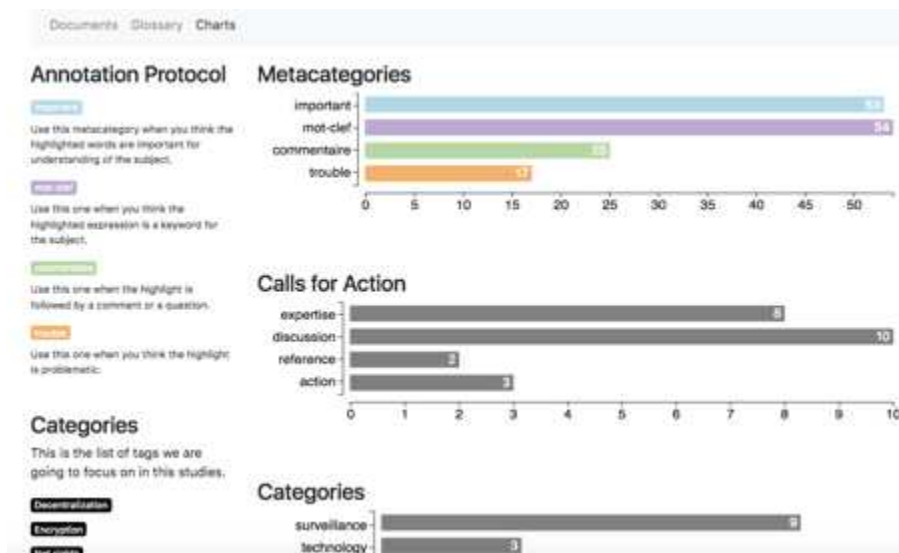 Documents Glossary Charts
Annotation Protocol
important
Use this metacategory when you think the
highlighted words are important for
understanding of the subject.
mot-clef
Use this one when you think the
highlighted expression is a keyword for
the subject.
commentaire
Use this one when the highlight is
followed by a comment or a question.
trouble
Use this one when you think the highlight
is problematic.
Categories
This is the list of tags we are
going to focus on in this studies.
Decentralization
Encryption
Metacategories
important 53
mot-clef 54
commentaire 25
trouble 17
0 5 10 15 20 25 30 35 40 45 50
Calls for Action
expertise 8
discussion 10
reference 2
action 3
0 1 2 3 4 5 6 7 8 9 10
Categories
surveillance 9
technology 3